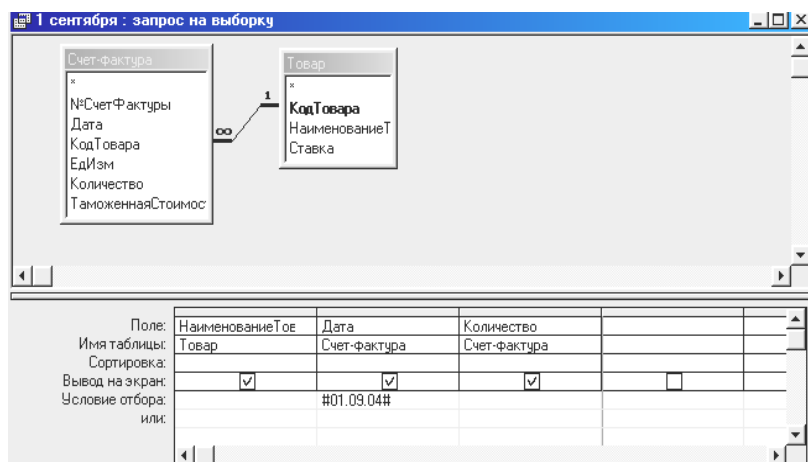 1 сентября : запрос на выборку
Счет-фактура
*
№СчетФактуры
Дата
КодТовара
ЕдИзм
Количество
ТаможеннаяСтоимос
∞
1
Товар
*
КодТовара
НаименованиеТ
Ставка
Поле: НаименованиеТов Дата Количество
Имя таблицы: Товар Счет-фактура Счет-фактура
Сортировка:
Вывод на экран:
Условие отбора: #01.09.04#
или: